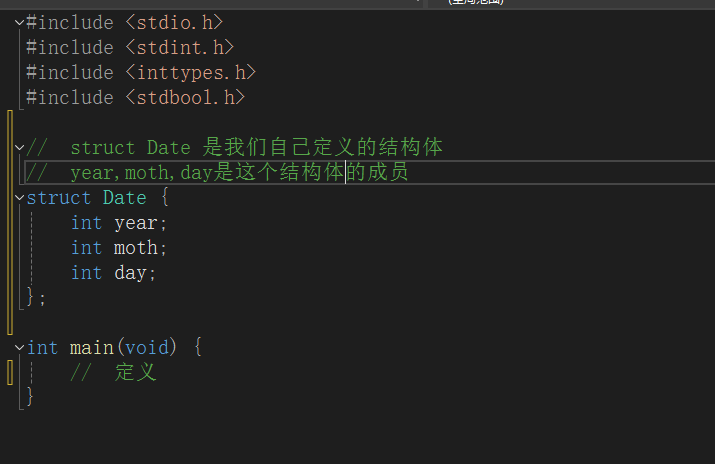 #include <stdio.h>
#include <stdint.h>
#include <inttypes.h>
#include <stdbool.h>
//  struct Date 是我们自己定义的结构体
//  year,moth,day是这个结构体的成员
struct Date {
    int year;
    int moth;
    int day;
};
int main(void) {
    //  定义
}